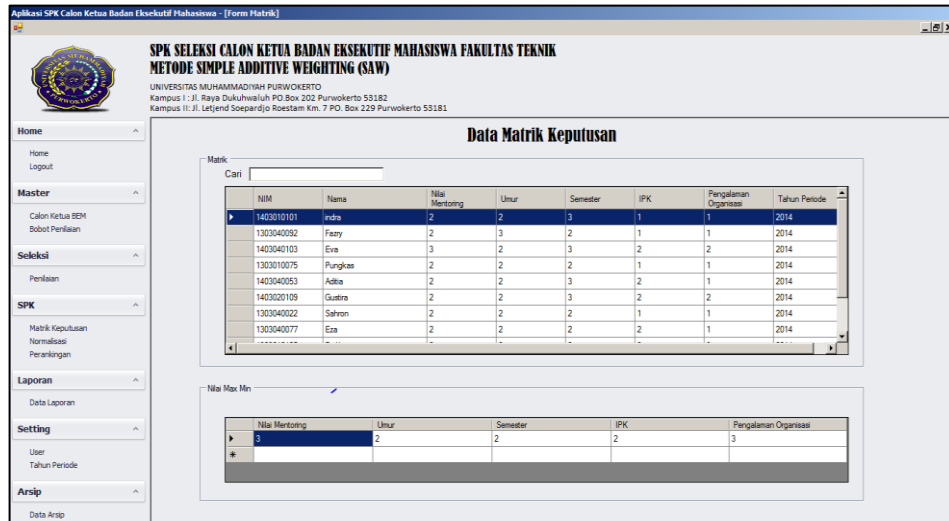 Aplikasi SPK Calon Ketua Badan Eksekutif Mahasiswa - [Form Matrik]
SPK SELEKSI CALON KETUA BADAN EKSEKUTIF MAHASISWA FAKULTAS TEKNIK
METODE SIMPLE ADDITIVE WEIGHTING (SAW)
UNIVERSITAS MUHAMMADIYAH PURWOKERTO
Kampus I : Jl. Raya Dukuhwaluh PO.Box 202 Purwokerto 53182
Kampus II: Jl. Letjend Soepardjo Roestam Km. 7 PO. Box 229 Purwokerto 53181
Home
Home
Logout
Master
Calon Ketua BEM
Bobot Penilaian
Seleksi
Penilaian
SPK
Matrik Keputusan
Normalisasi
Perankingan
Laporan
Data Laporan
Setting
User
Tahun Periode
Arsip
Data Arsip
Data Matrik Keputusan
Matrik
Cari
NIM Nama Nilai Mentoring Umur Semester IPK Pengalaman Organisasi Tahun Periode
1403010101 indra 2 2 3 1 1 2014
1303040092 Fazry 2 3 2 1 1 2014
1403040103 Eva 3 2 3 2 2 2014
1303010075 Pungkas 2 2 2 1 1 2014
1403040053 Aditia 2 2 3 2 1 2014
1403020109 Gustira 2 2 3 2 2 2014
1303040022 Sahron 2 2 2 1 1 2014
1303040077 Eza 2 2 2 2 1 2014
Nilai Max Min
Nilai Mentoring Umur Semester IPK Pengalaman Organisasi
3 2 2 2 3